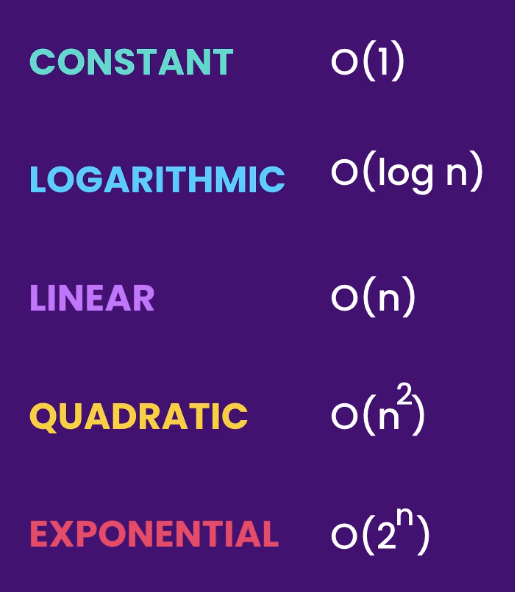 CONSTANT O(1)
LOGARITHMIC O(log n)
LINEAR O(n)
QUADRATIC O(n²)
EXPONENTIAL O(2ⁿ)